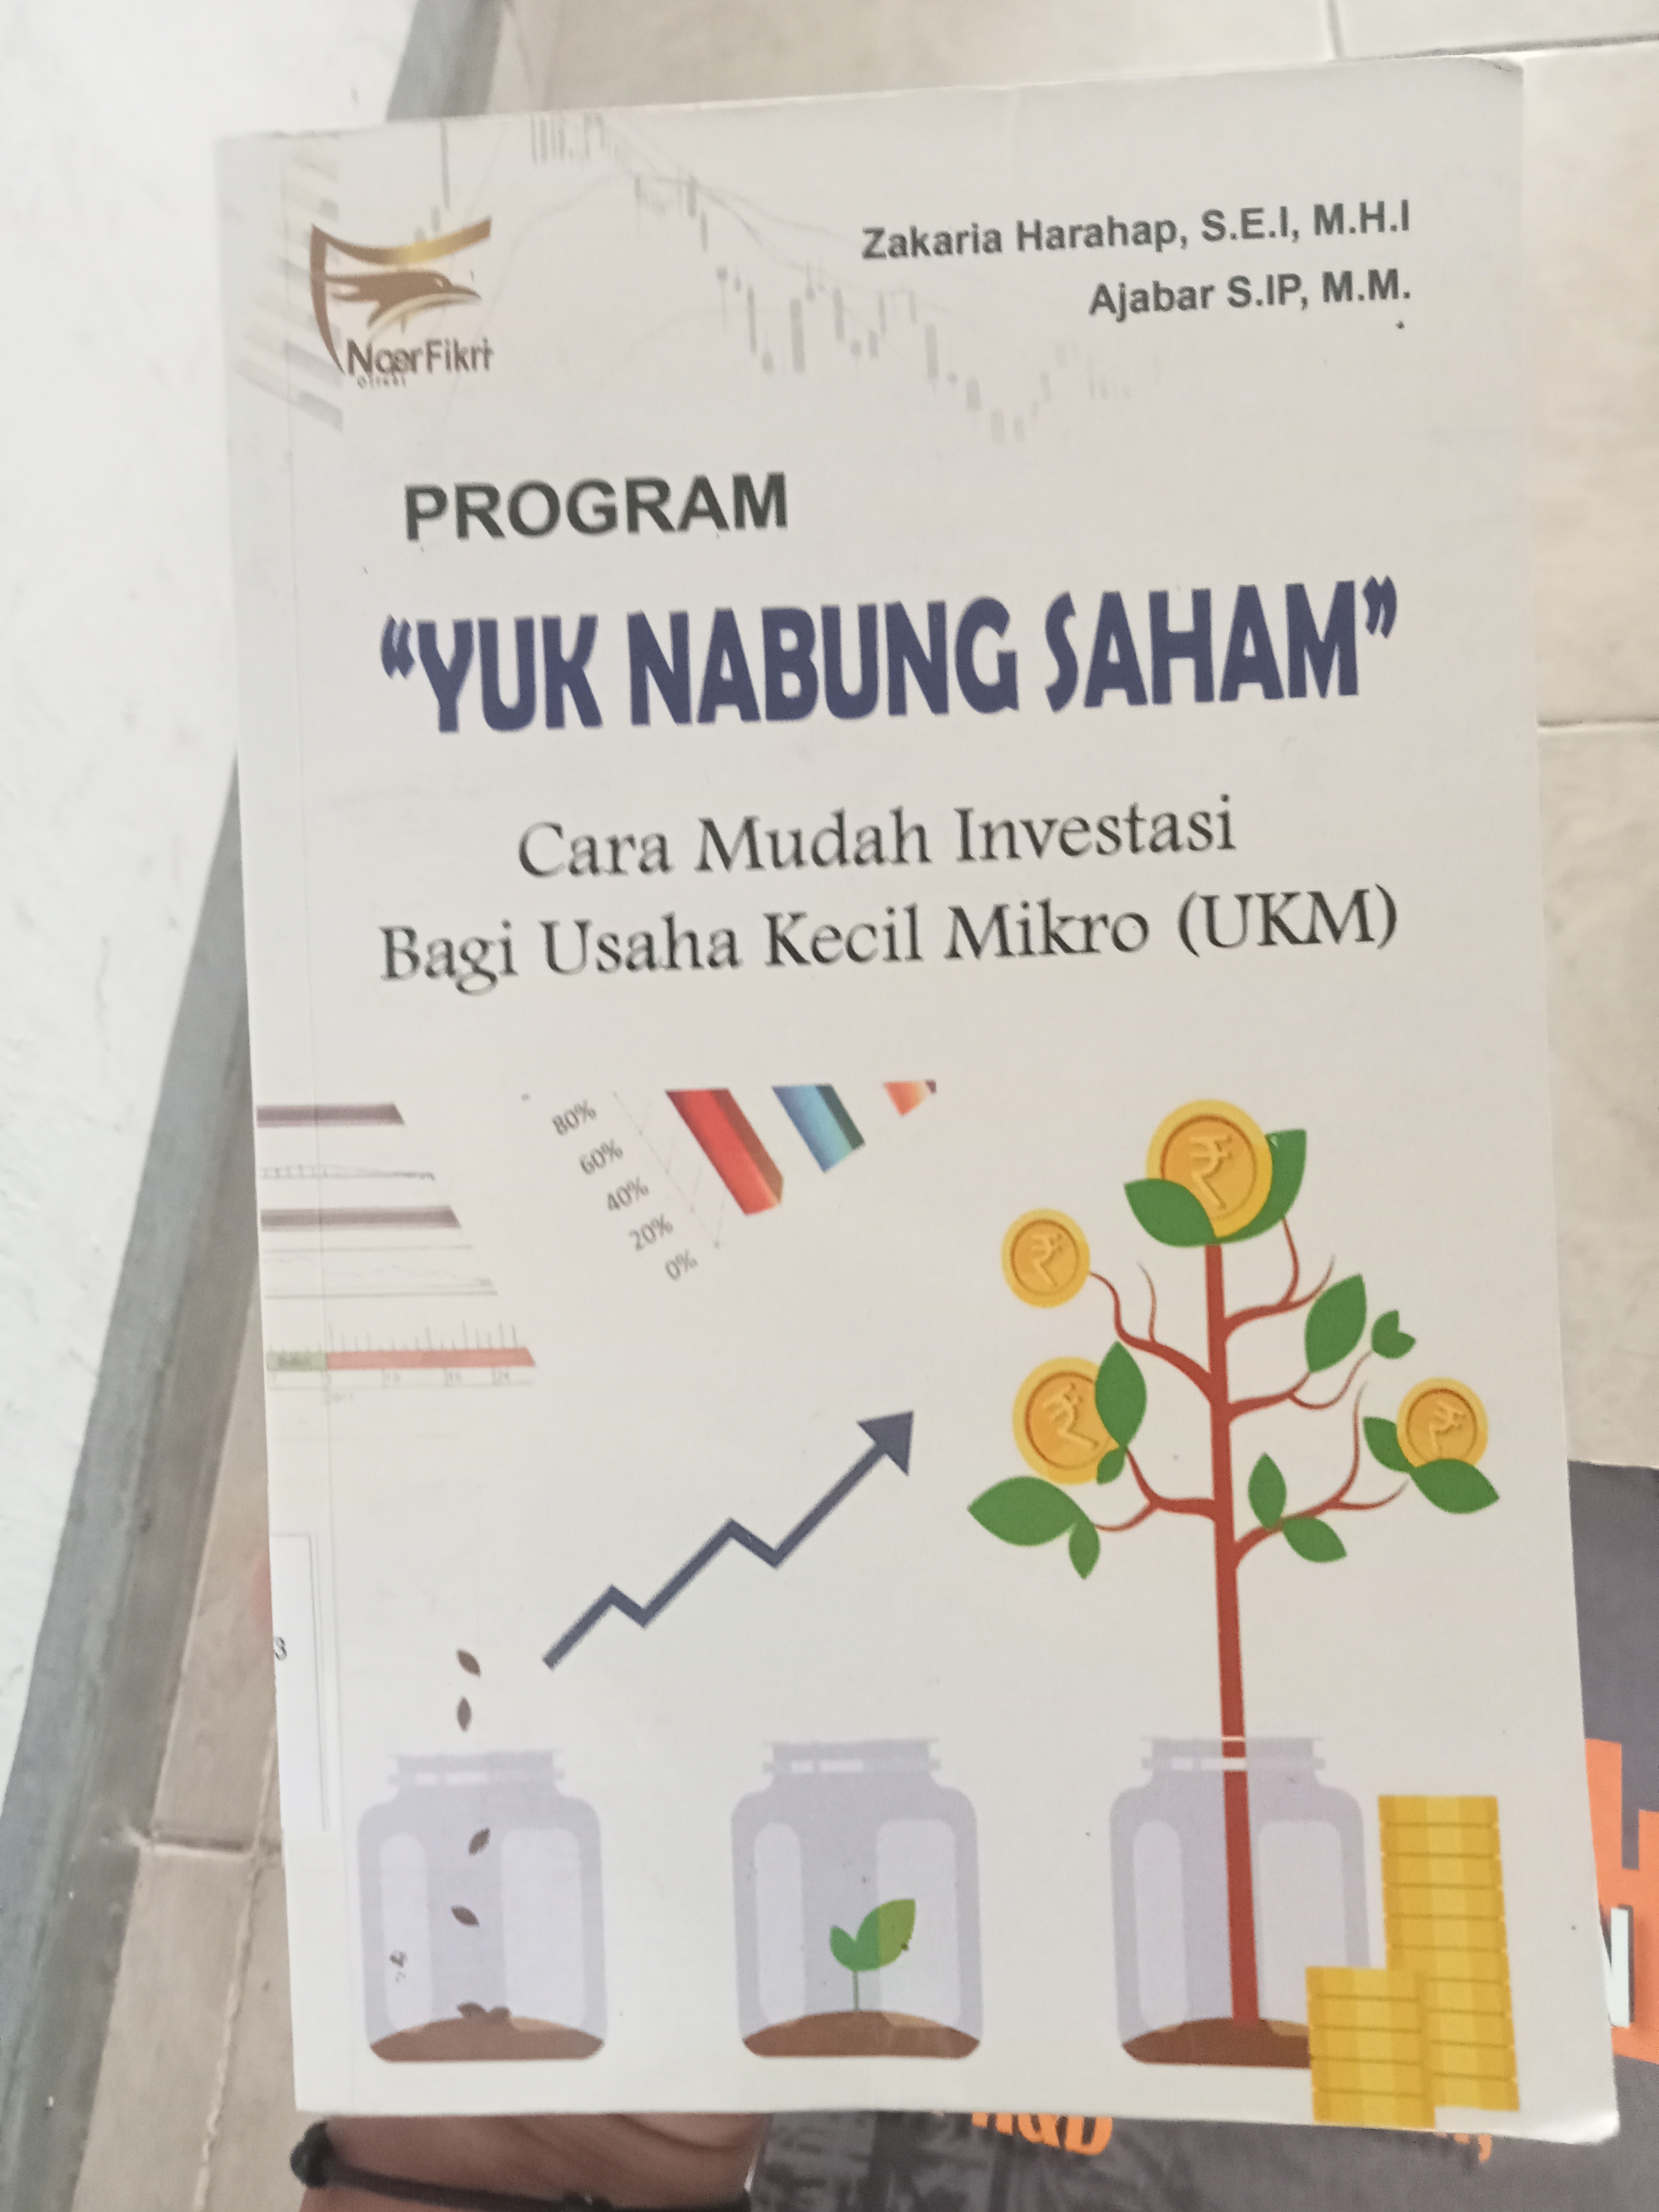 Zakaria Harahap, S.E.I, M.H.I
Ajabar S.IP, M.M.
NoerFikri
PROGRAM
“YUK NABUNG SAHAM”
Cara Mudah Investasi
Bagi Usaha Kecil Mikro (UKM)
80%
60%
40%
20%
0%
3